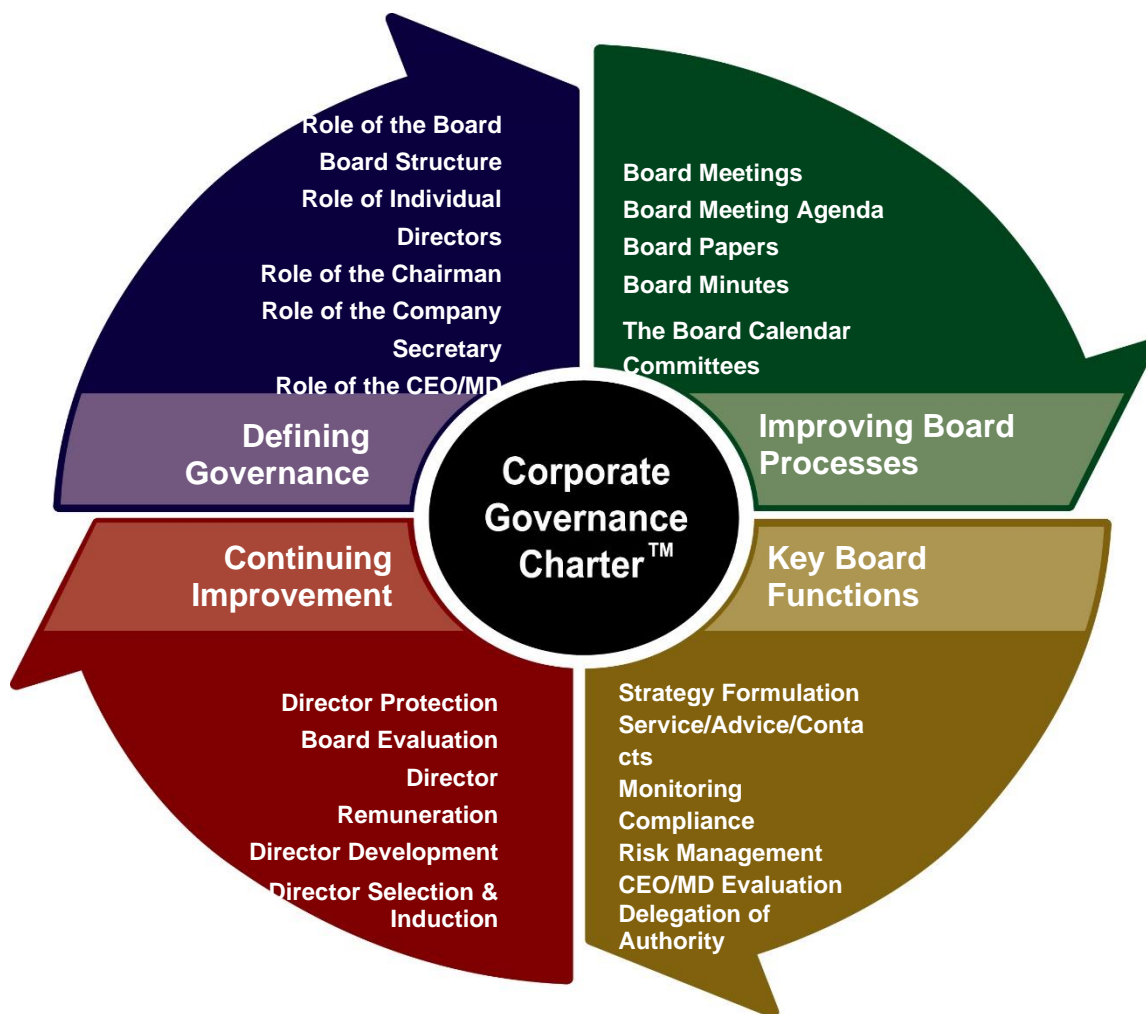 Role of the Board
Board Structure
Role of Individual
Directors
Role of the Chairman
Role of the Company
Secretary
Role of the CEO/MD
Defining
Governance
Board Meetings
Board Meeting Agenda
Board Papers
Board Minutes
The Board Calendar
Committees
Improving Board
Processes
Corporate
Governance
Charter™
Continuing
Improvement
Director Protection
Board Evaluation
Director
Remuneration
Director Development
Director Selection &
Induction
Key Board
Functions
Strategy Formulation
Service/Advice/Conta
cts
Monitoring
Compliance
Risk Management
CEO/MD Evaluation
Delegation of
Authority